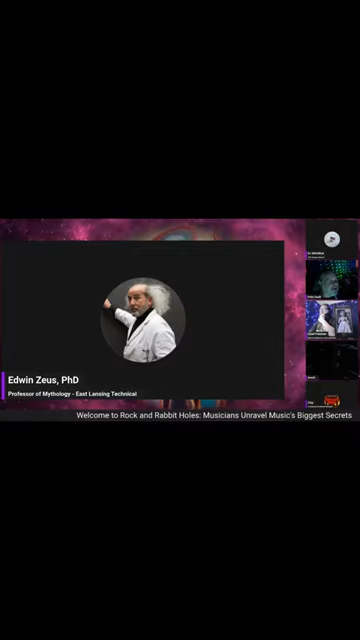 Edwin Zeus, PhD
Professor of Mythology - East Lansing Technical
Welcome to Rock and Rabbit Holes: Musicians Unravel Music's Biggest Secrets